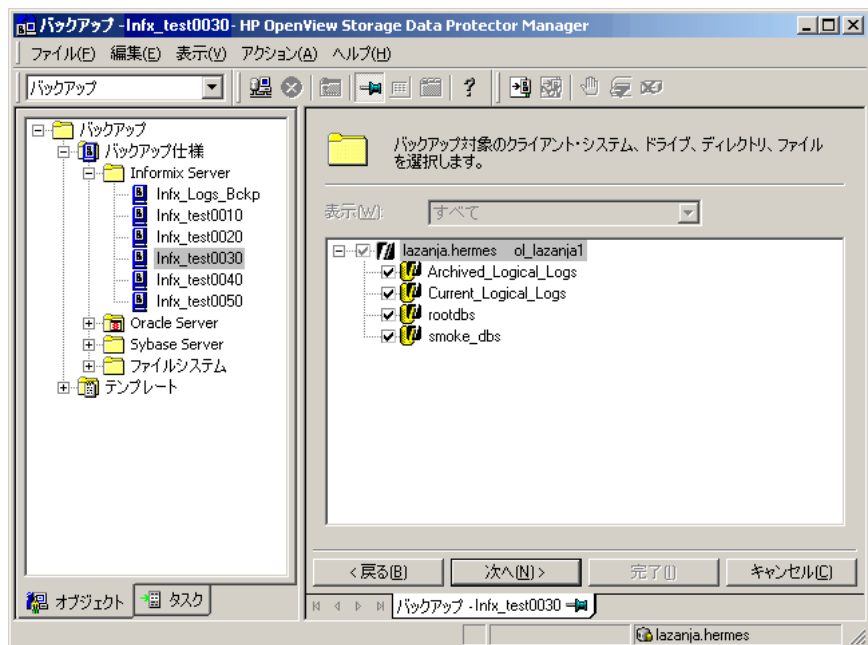 バックアップ -Infx_test0030- HP OpenView Storage Data Protector Manager
ファイル(F) 編集(E) 表示(V) アクション(A) ヘルプ(H)
バックアップ
バックアップ
バックアップ仕様
Informix Server
Infx_Logs_Bckp
Infx_test0010
Infx_test0020
Infx_test0030
Infx_test0040
Infx_test0050
Oracle Server
Sybase Server
ファイルシステム
テンプレート
オブジェクト タスク
バックアップ対象のクライアント・システム、ドライブ、ディレクトリ、ファイル
を選択します。
表示(W): すべて
lazanja.hermes ol_lazanja1
Archived_Logical_Logs
Current_Logical_Logs
rootdbs
smoke_dbs
< 戻る(B) 次へ(N) > 完了(I) キャンセル(C)
バックアップ -Infx_test0030
lazanja.hermes